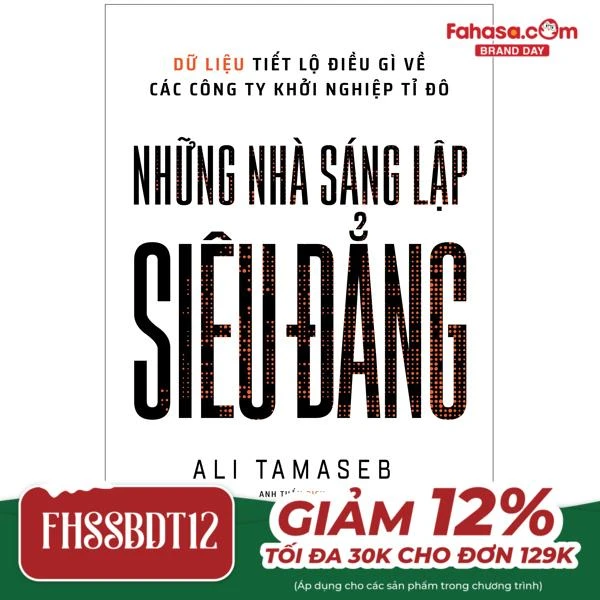 Fahasa.com
BRAND DAY
DỮ LIỆU TIẾT LỘ ĐIỀU GÌ VỀ
CÁC CÔNG TY KHỞI NGHIỆP TỈ ĐÔ
NHỮNG NHÀ SÁNG LẬP
SIÊU ĐẲNG
ALI TAMASEB
ANH
FHSSBDT12
GIẢM 12%
TỐI ĐA 30K CHO ĐƠN 129K
(Áp dụng cho các sản phẩm trong chương trình)